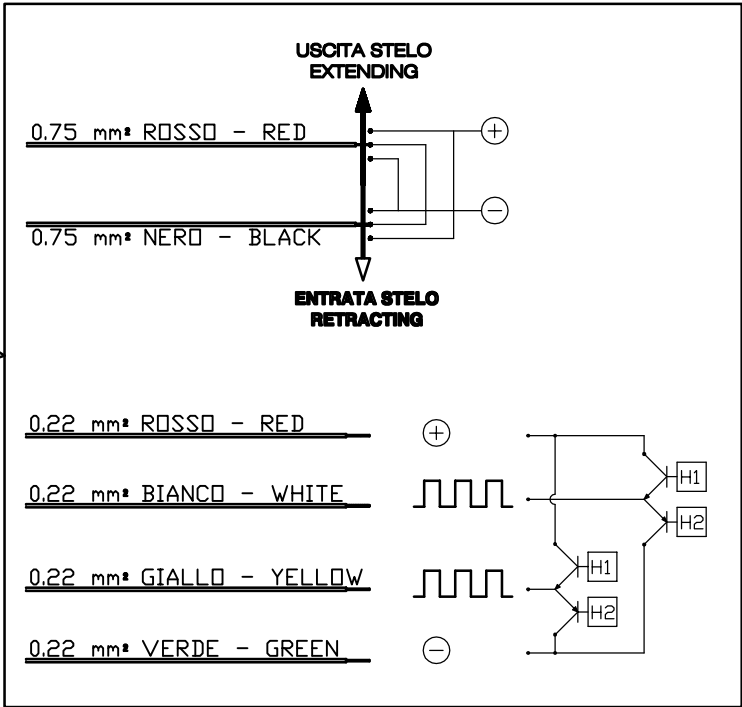 USCITA STELO
EXTENDING
0.75 mm² ROSSO - RED
+
-
0.75 mm² NERO - BLACK
ENTRATA STELO
RETRACTING
0.22 mm² ROSSO - RED
+
H1
0.22 mm² BIANCO - WHITE
H2
0.22 mm² GIALLO - YELLOW
H1
H2
0.22 mm² VERDE - GREEN
-